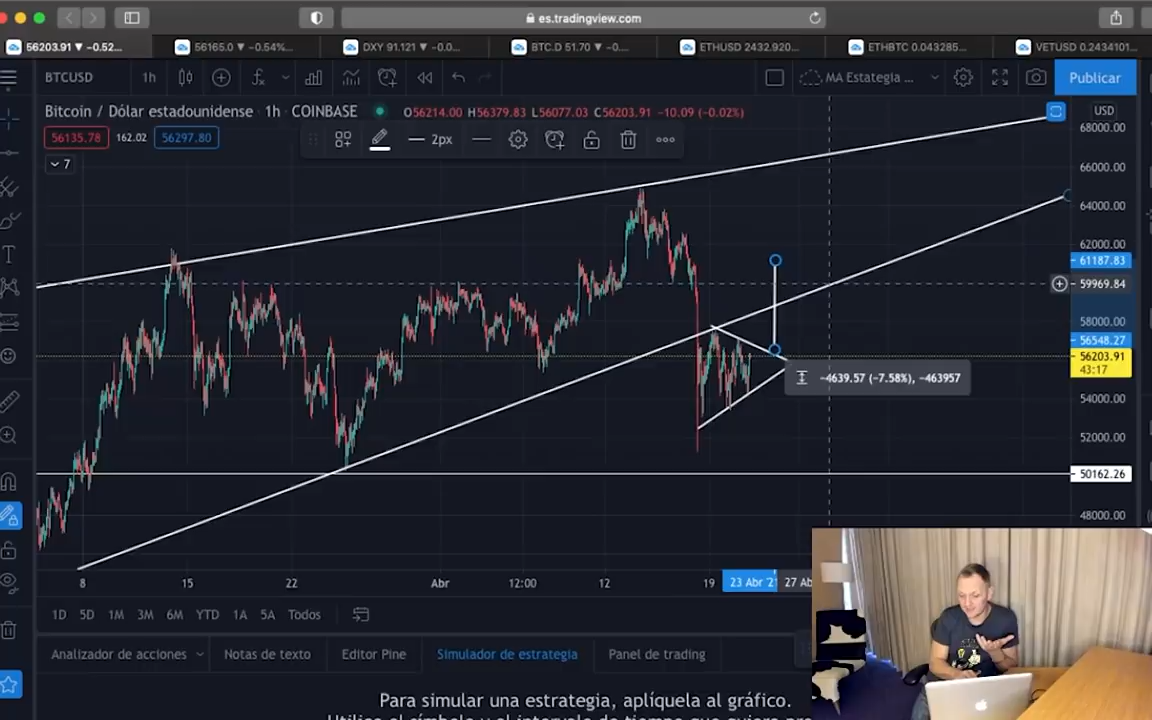 es.tradingview.com
56203.91 ▼ −0.52...
56165.0 ▼ −0.54%...
DXY 91.121 ▼ −0.0...
BTC.D 51.70 ▼ −0....
ETHUSD 2432.920...
ETHBTC 0.043285...
VETUSD 0.2434101...
BTCUSD
1h
MA Estategia ...
Publicar
Bitcoin / Dólar estadounidense · 1h · COINBASE
O56214.00 H56379.83 L56077.03 C56203.91 −10.09 (−0.02%)
USD
56135.78 162.02 56297.80
2px
7
68000.00
66000.00
64000.00
62000.00
61187.83
59969.84
58000.00
56548.27
56203.91
43:17
−4639.57 (−7.58%), −463957
54000.00
52000.00
50162.26
48000.00
8 15 22 Abr 12:00 12 19 23 Abr '2 27 Ab
1D 5D 1M 3M 6M YTD 1A 5A Todos
Analizador de acciones
Notas de texto
Editor Pine
Simulador de estrategia
Panel de trading
Para simular una estrategia, aplíquela al gráfico.